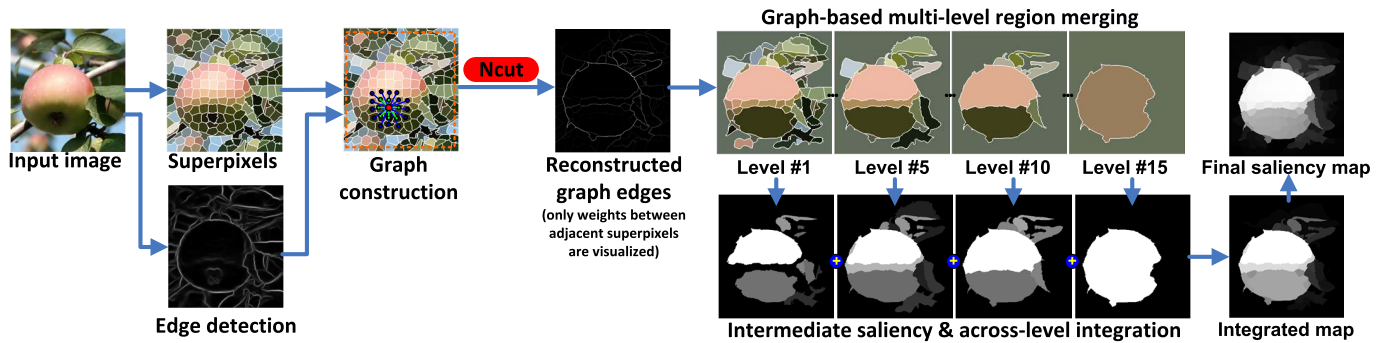 Graph-based multi-level region merging
Ncut
Input image
Superpixels
Graph
construction
Reconstructed
graph edges
(only weights between
adjacent superpixels
are visualized)
Level #1
Level #5
Level #10
Level #15
Final saliency map
Edge detection
Intermediate saliency & across-level integration
Integrated map